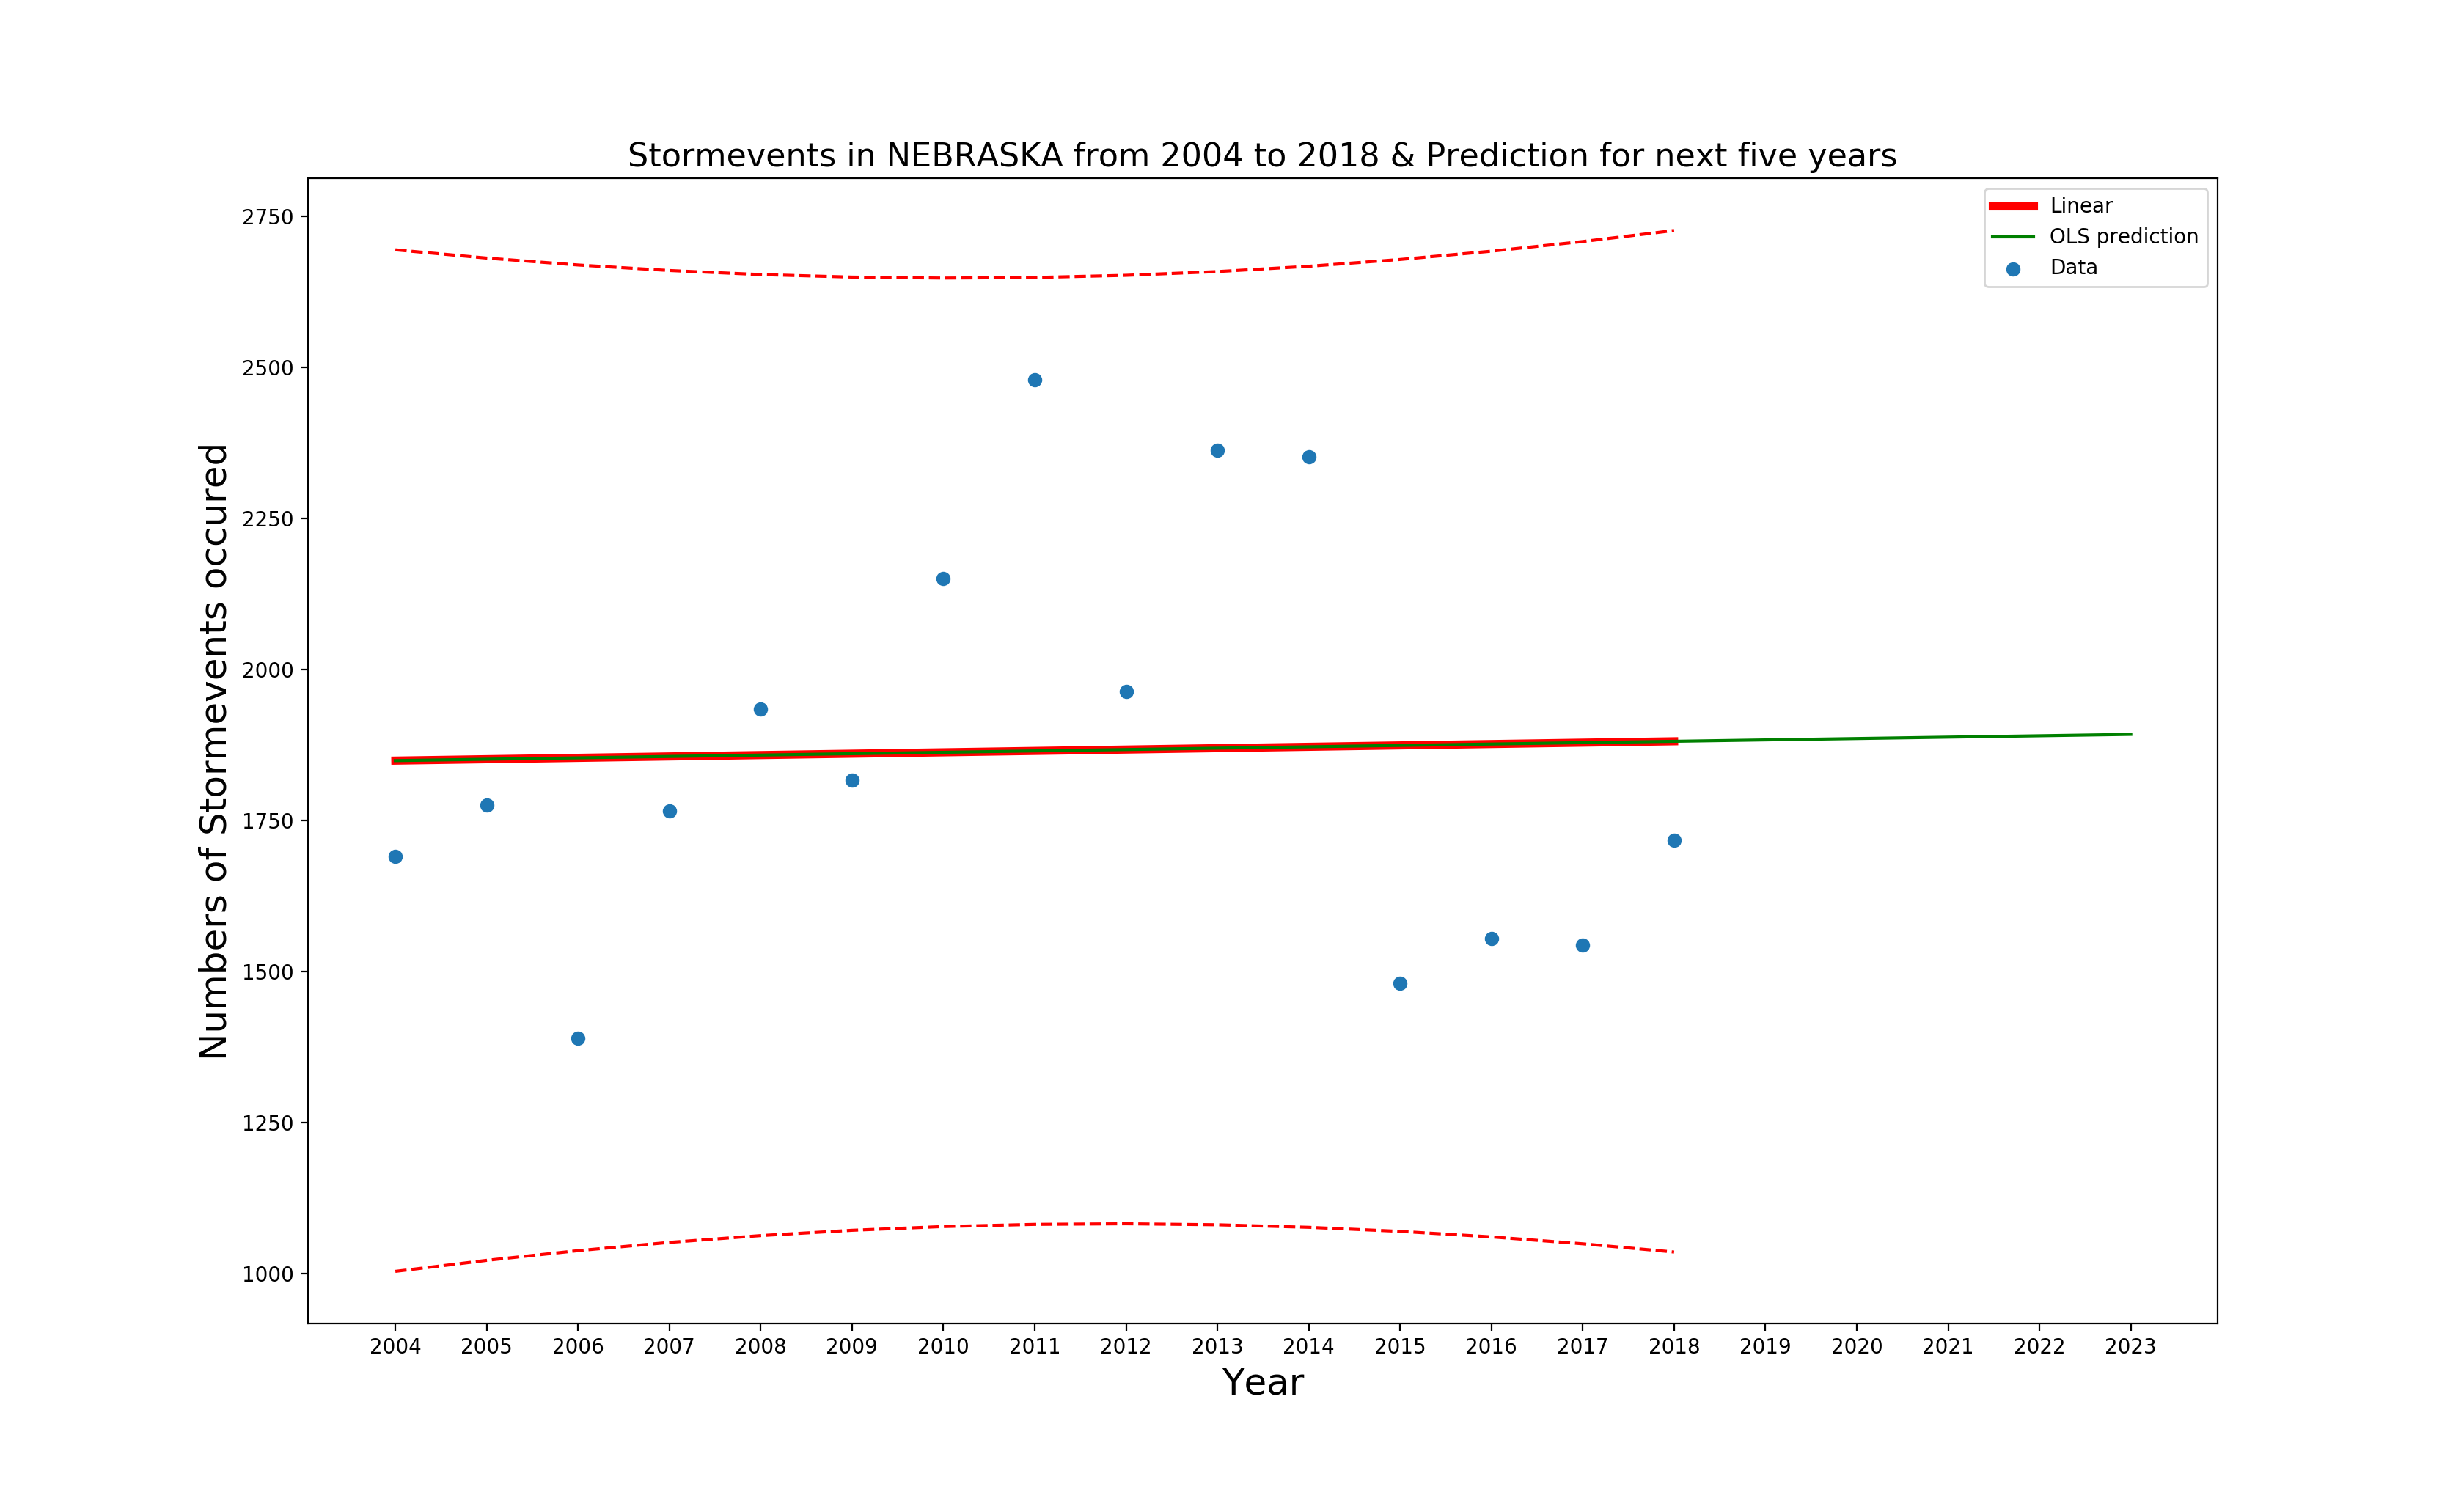 Stormevents in NEBRASKA from 2004 to 2018 & Prediction for next five years
Linear
OLS prediction
Data
Numbers of Stormevents occured
2750
2500
2250
2000
1750
1500
1250
1000
2004 2005 2006 2007 2008 2009 2010 2011 2012 2013 2014 2015 2016 2017 2018 2019 2020 2021 2022 2023
Year